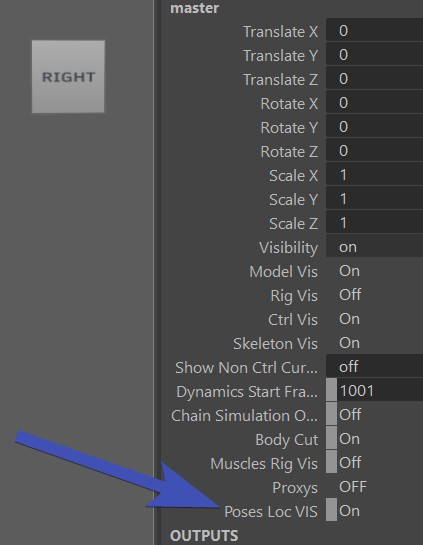 master
RIGHT
Translate X 0
Translate Y 0
Translate Z 0
Rotate X 0
Rotate Y 0
Rotate Z 0
Scale X 1
Scale Y 1
Scale Z 1
Visibility on
Model Vis On
Rig Vis Off
Ctrl Vis On
Skeleton Vis On
Show Non Ctrl Cur... off
Dynamics Start Fra... 1001
Chain Simulation O... Off
Body Cut On
Muscles Rig Vis Off
Proxys OFF
Poses Loc VIS On
OUTPUTS